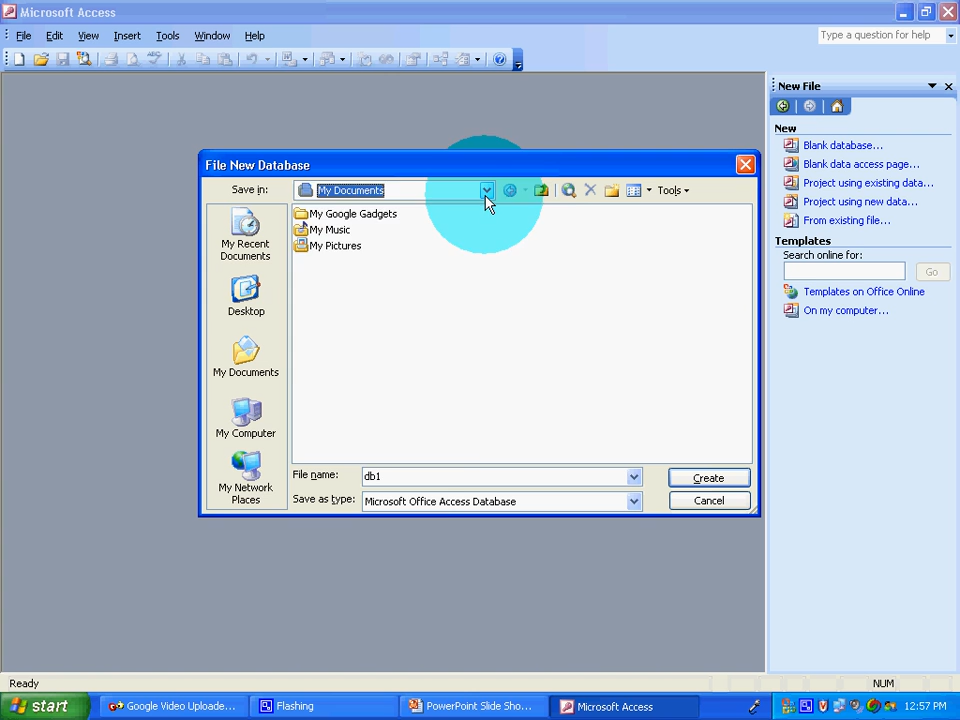 Microsoft Access
File Edit View Insert Tools Window Help
Type a question for help
New File
New
Blank database...
Blank data access page...
Project using existing data...
Project using new data...
From existing file...
Templates
Search online for:
Go
Templates on Office Online
On my computer...
File New Database
Save in:
My Documents
Tools
My Recent
Documents
Desktop
My Documents
My Computer
My Network
Places
My Google Gadgets
My Music
My Pictures
File name:
db1
Create
Save as type:
Microsoft Office Access Database
Cancel
Ready
NUM
start
Google Video Uploade...
Flashing
PowerPoint Slide Sho...
Microsoft Access
12:57 PM